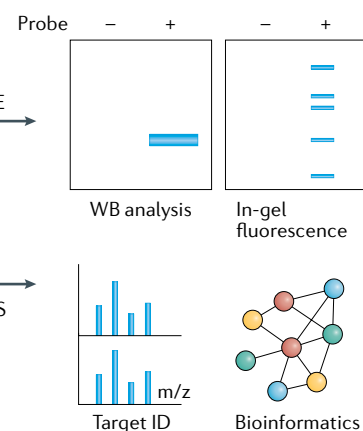 Probe – + – +
E
WB analysis
In-gel
fluorescence
S
m/z
Target ID
Bioinformatics